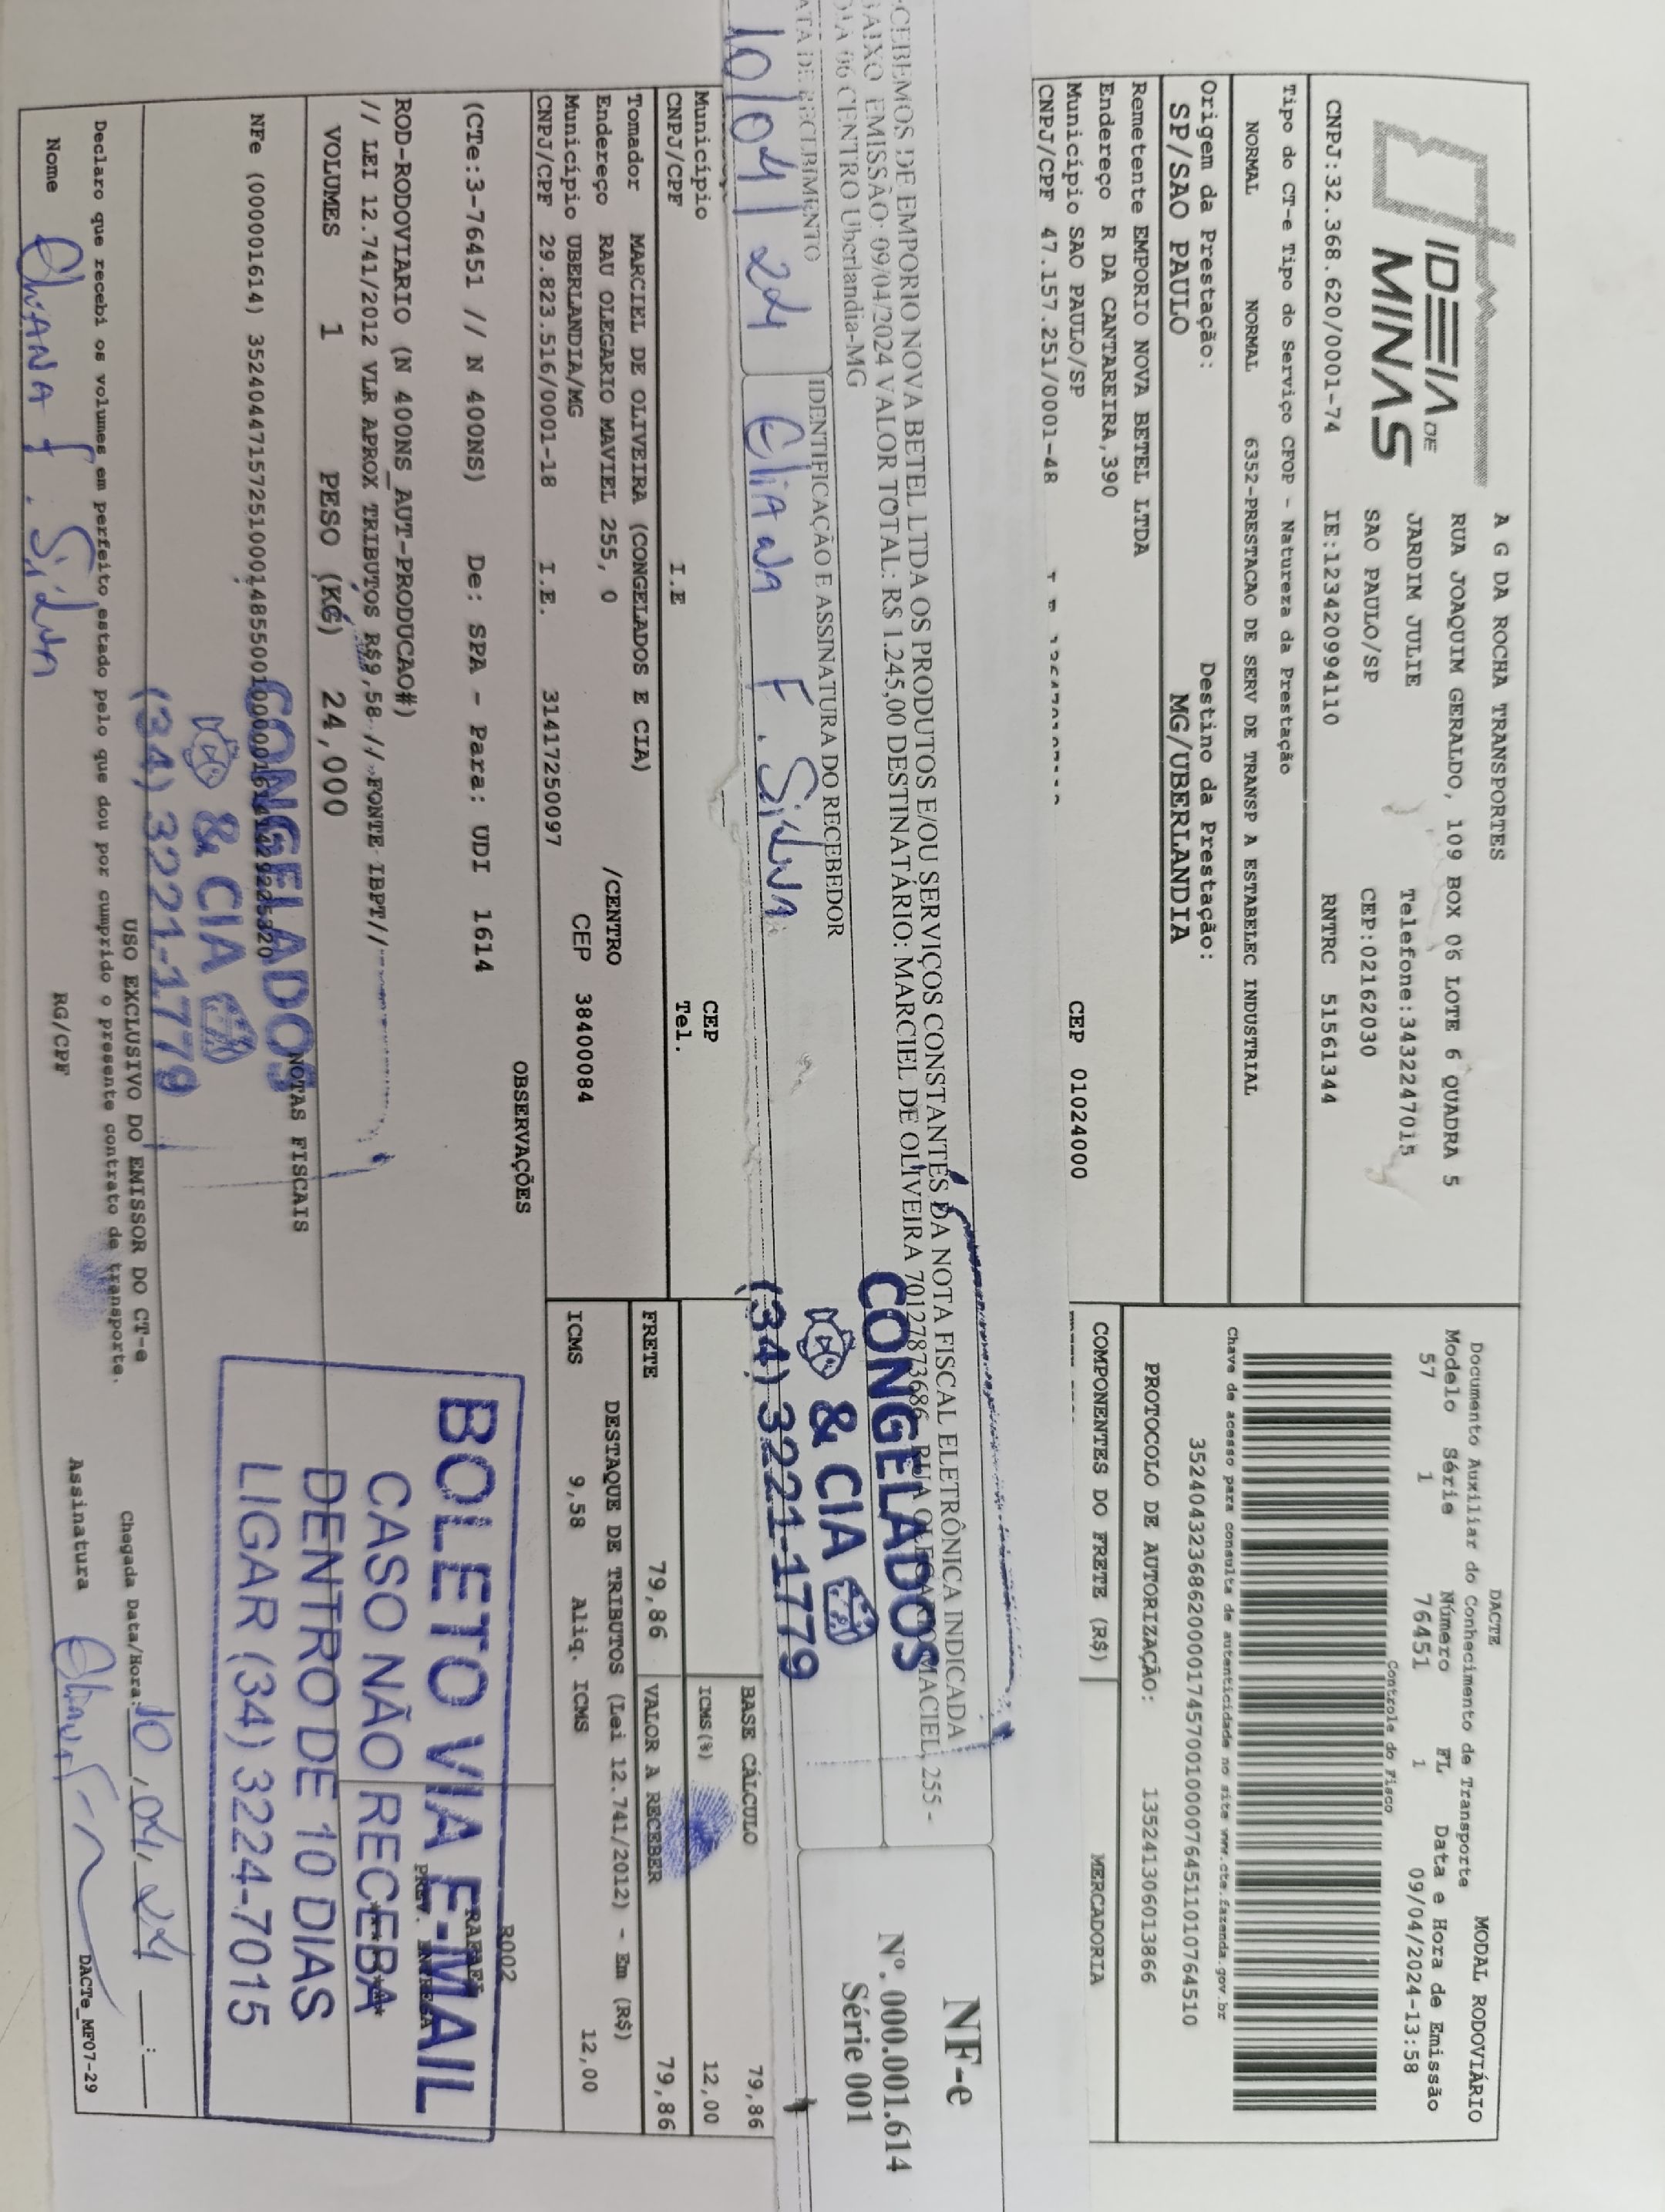 IDEIA DE
MINAS
A G DA ROCHA TRANSPORTES
RUA JOAQUIM GERALDO, 109 BOX 06 LOTE 6 QUADRA 5
JARDIM JULIE Telefone:3432247015
SAO PAULO/SP CEP:02162030
CNPJ:32.368.620/0001-74 IE:123420994110 RNTRC 51561344
DACTE
Documento Auxiliar do Conhecimento de Transporte
MODAL RODOVIÁRIO
Modelo Série Número FL Data e Hora de Emissão
57 1 76451 1 09/04/2024-13:58
Controle do Fisco
Tipo do CT-e Tipo do Serviço CFOP - Natureza da Prestação
NORMAL NORMAL 6352-PRESTACAO DE SERV DE TRANSP A ESTABELEC INDUSTRIAL
Chave de acesso para consulta de autenticidade no site www.cte.fazenda.gov.br
35240432368620000174570010000764511010764510
Origem da Prestação: Destino da Prestação:
SP/SAO PAULO MG/UBERLANDIA
PROTOCOLO DE AUTORIZAÇÃO: 135241306013866
Remetente EMPORIO NOVA BETEL LTDA
Endereço R DA CANTAREIRA,390
Município SAO PAULO/SP CEP 01024000
CNPJ/CPF 47.157.251/0001-48
COMPONENTES DO FRETE (R$) MERCADORIA
CEBEMOS DE EMPORIO NOVA BETEL LTDA OS PRODUTOS E/OU SERVIÇOS CONSTANTES DA NOTA FISCAL ELETRÔNICA INDICADA
BAIXO EMISSÃO: 09/04/2024 VALOR TOTAL: R$ 1.245,00 DESTINATÁRIO: MARCIEL DE OLIVEIRA 70127873686 RUA OLEGARIO MACIEL, 255 -
06 CENTRO Uberlandia-MG
ATA DE RECEBIMENTO IDENTIFICAÇÃO E ASSINATURA DO RECEBEDOR
10/04/24 Eliana F. Silva
NF-e
Nº. 000.001.614
Série 001
CONGELADOS
& CIA
(34) 3221-1779
Município CEP
CNPJ/CPF I.E Tel.
BASE CÁLCULO 79,86
ICMS(%) 12,00
FRETE 79,86 VALOR A RECEBER 79,86
Tomador MARCIEL DE OLIVEIRA (CONGELADOS E CIA)
Endereço RAU OLEGARIO MAVIEL 255, 0 /CENTRO
Município UBERLANDIA/MG CEP 38400084
CNPJ/CPF 29.823.516/0001-18 I.E. 31417250097
DESTAQUE DE TRIBUTOS (Lei 12.741/2012) - Em (R$)
ICMS 9,58 Aliq. ICMS 12,00
OBSERVAÇÕES
(CTe:3-76451 // N 400NS) De: SPA - Para: UDI 1614
R002
RAFAEL
PREV. ENTREGA
ROD-RODOVIARIO (N 400NS_AUT-PRODUCAO#)
// LEI 12.741/2012 VLR APROX TRIBUTOS R$9,58 // FONTE IBPT//
VOLUMES 1 PESO (KG) 24,000
BOLETO VIA E-MAIL
CASO NÃO RECEBA
DENTRO DE 10 DIAS
LIGAR (34) 3224-7015
NOTAS FISCAIS
NFe (000001614) 35240447157251000148550010000016141429225320
CONGELADOS
& CIA
(34) 3221-1779
USO EXCLUSIVO DO EMISSOR DO CT-e
Declaro que recebi os volumes em perfeito estado pelo que dou por cumprido o presente contrato de transporte.
Chegada Data/Hora: 10/04/24 __:__
Nome Eliana F. Silva RG/CPF Assinatura Eliana F
DACTe_MF07-29